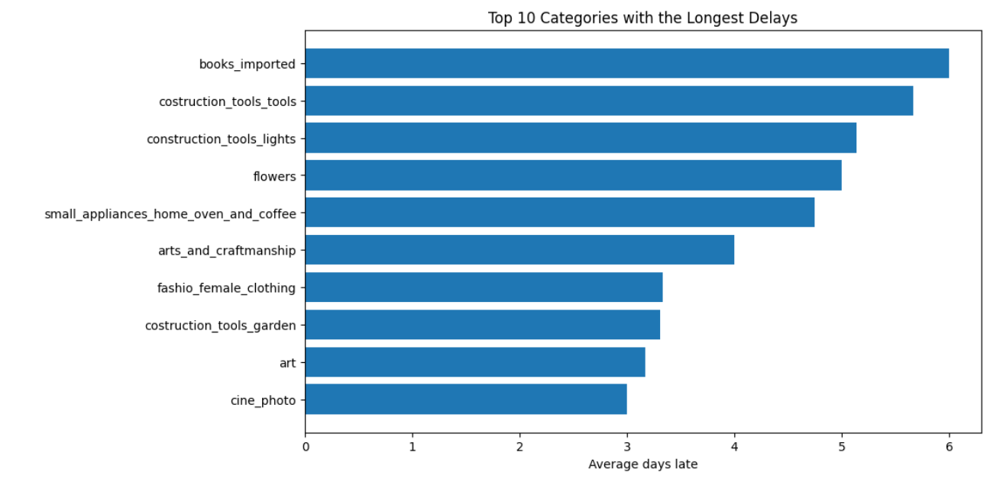 Top 10 Categories with the Longest Delays
books_imported
costruction_tools_tools
construction_tools_lights
flowers
small_appliances_home_oven_and_coffee
arts_and_craftmanship
fashio_female_clothing
costruction_tools_garden
art
cine_photo
0 1 2 3 4 5 6
Average days late